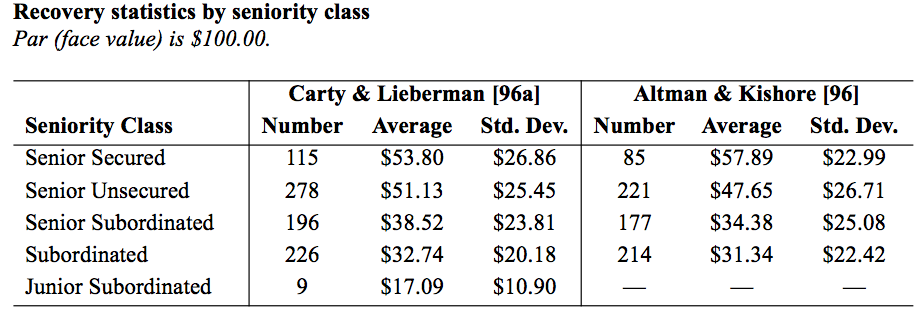 Recovery statistics by seniority class
Par (face value) is $100.00.
Carty & Lieberman [96a] Altman & Kishore [96]
Seniority Class Number Average Std. Dev. Number Average Std. Dev.
Senior Secured 115 $53.80 $26.86 85 $57.89 $22.99
Senior Unsecured 278 $51.13 $25.45 221 $47.65 $26.71
Senior Subordinated 196 $38.52 $23.81 177 $34.38 $25.08
Subordinated 226 $32.74 $20.18 214 $31.34 $22.42
Junior Subordinated 9 $17.09 $10.90 — — —